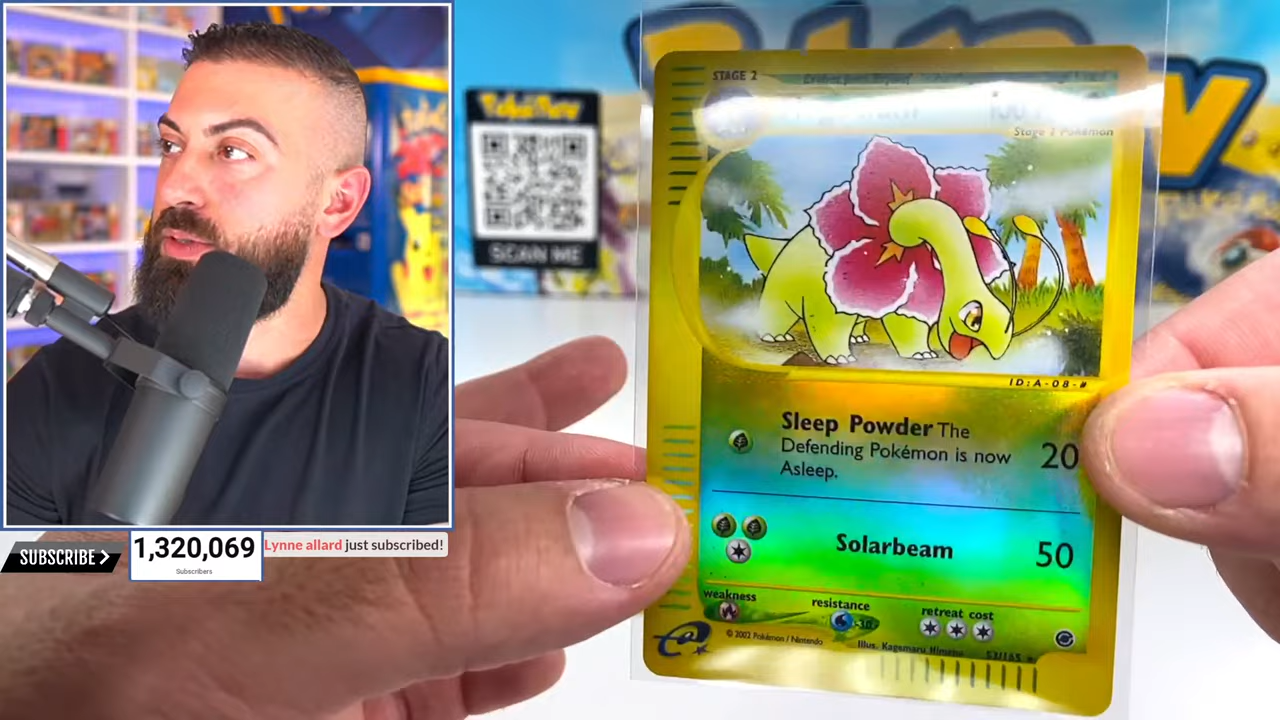 SUBSCRIBE
1,320,069
Subscribers
Lynne allard just subscribed!
SCAN ME
STAGE 2
Stage 2 Pokémon
ID:A-08-#
Sleep Powder The
Defending Pokémon is now
Asleep.
20
Solarbeam
50
weakness
resistance
-30
retreat cost
© 2002 Pokémon / Nintendo
Illus. Kagemaru Himeno
53/165